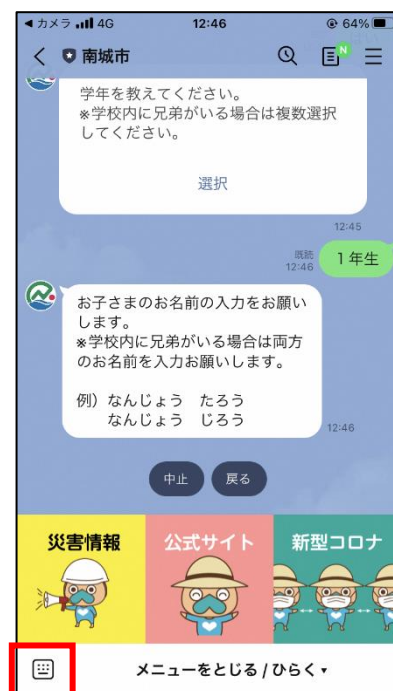 ◀カメラ 4G 12:46 64%
南城市 N
学年を教えてください。
※学校内に兄弟がいる場合は複数選択
してください。
選択
12:45
既読
12:46
1年生
お子さまのお名前の入力をお願い
します。
※学校内に兄弟がいる場合は両方
のお名前を入力お願いします。
例）なんじょう　たろう
なんじょう　じろう
12:46
中止 戻る
災害情報 公式サイト 新型コロナ
メニューをとじる / ひらく ▾